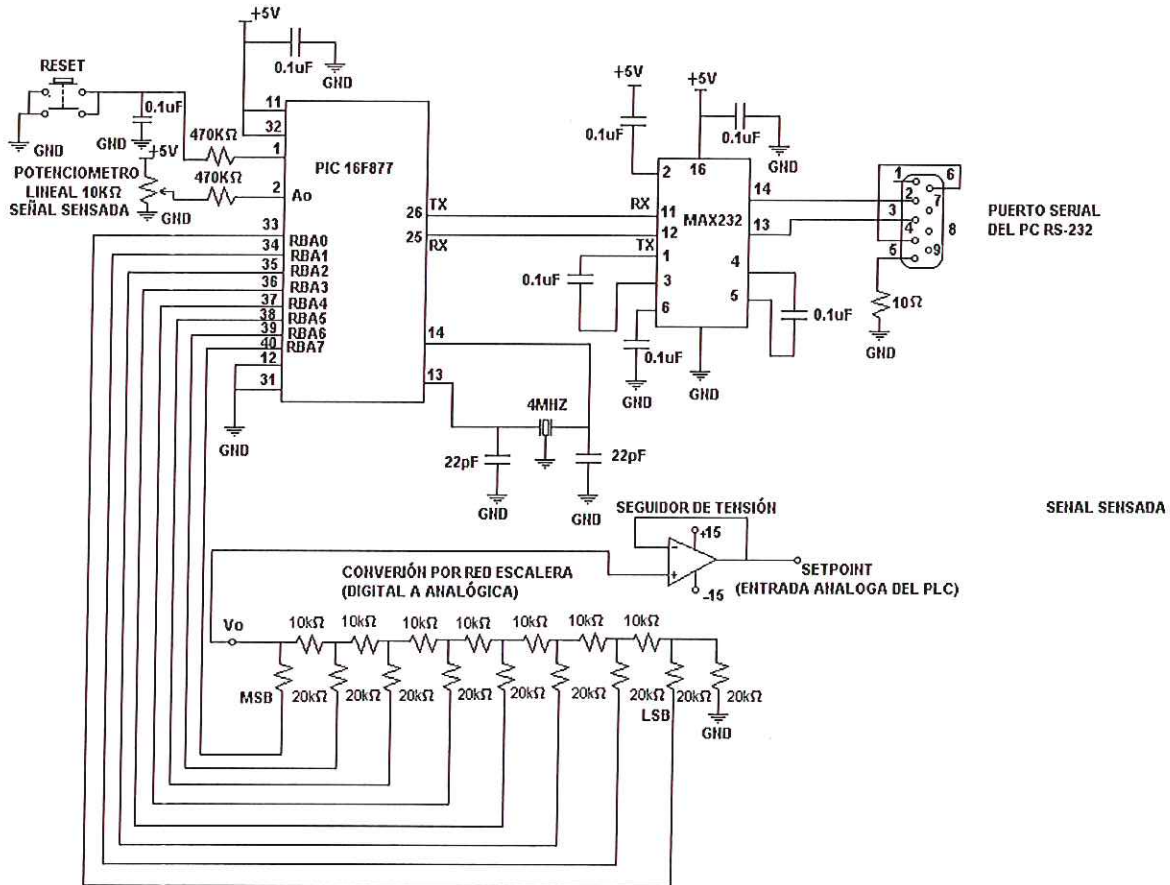 +5V
0.1uF
GND
RESET
0.1uF
GND
GND
+5V
470KΩ
470KΩ
POTENCIOMETRO
LINEAL 10KΩ
SEÑAL SENSADA
GND
11
32
1
2
Ao
PIC 16F877
33
RBA0
34
RBA1
35
RBA2
36
RBA3
37
RBA4
38
RBA5
39
RBA6
40
RBA7
12
31
GND
26
TX
25
RX
14
13
4MHZ
22pF
22pF
GND
GND
+5V
+5V
0.1uF
0.1uF
GND
2
16
MAX232
RX
11
12
TX
1
3
6
14
13
4
5
0.1uF
0.1uF
GND
GND
0.1uF
1
6
2
7
3
4
8
5
9
10Ω
GND
PUERTO SERIAL
DEL PC RS-232
SEGUIDOR DE TENSIÓN
+15
-
+
-15
SETPOINT
(ENTRADA ANALOGA DEL PLC)
SENAL SENSADA
CONVERIÓN POR RED ESCALERA
(DIGITAL A ANALÓGICA)
Vo
10kΩ
10kΩ
10kΩ
10kΩ
10kΩ
10kΩ
10kΩ
MSB
20kΩ
20kΩ
20kΩ
20kΩ
20kΩ
20kΩ
20kΩ
20kΩ
20kΩ
LSB
GND